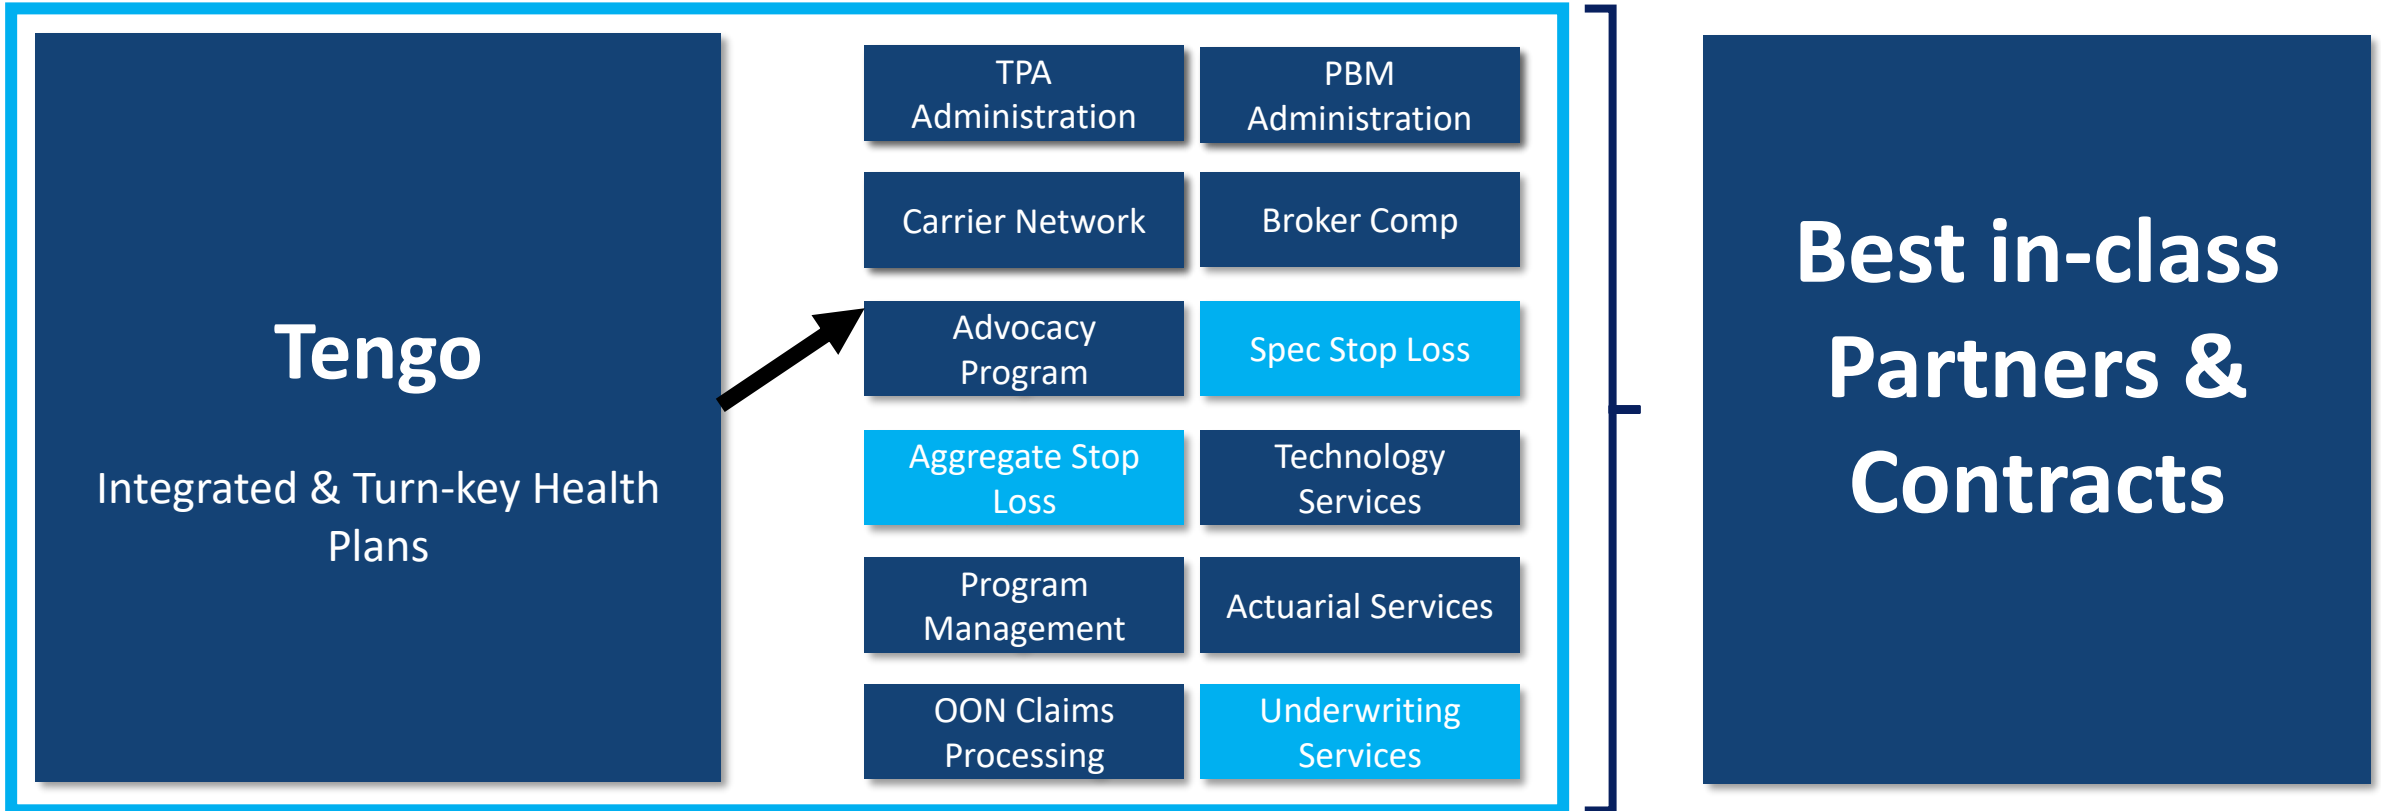 Tengo
Integrated & Turn-key Health
Plans
TPA
Administration
PBM
Administration
Carrier Network
Broker Comp
Advocacy
Program
Spec Stop Loss
Aggregate Stop
Loss
Technology
Services
Program
Management
Actuarial Services
OON Claims
Processing
Underwriting
Services
Best in-class
Partners &
Contracts